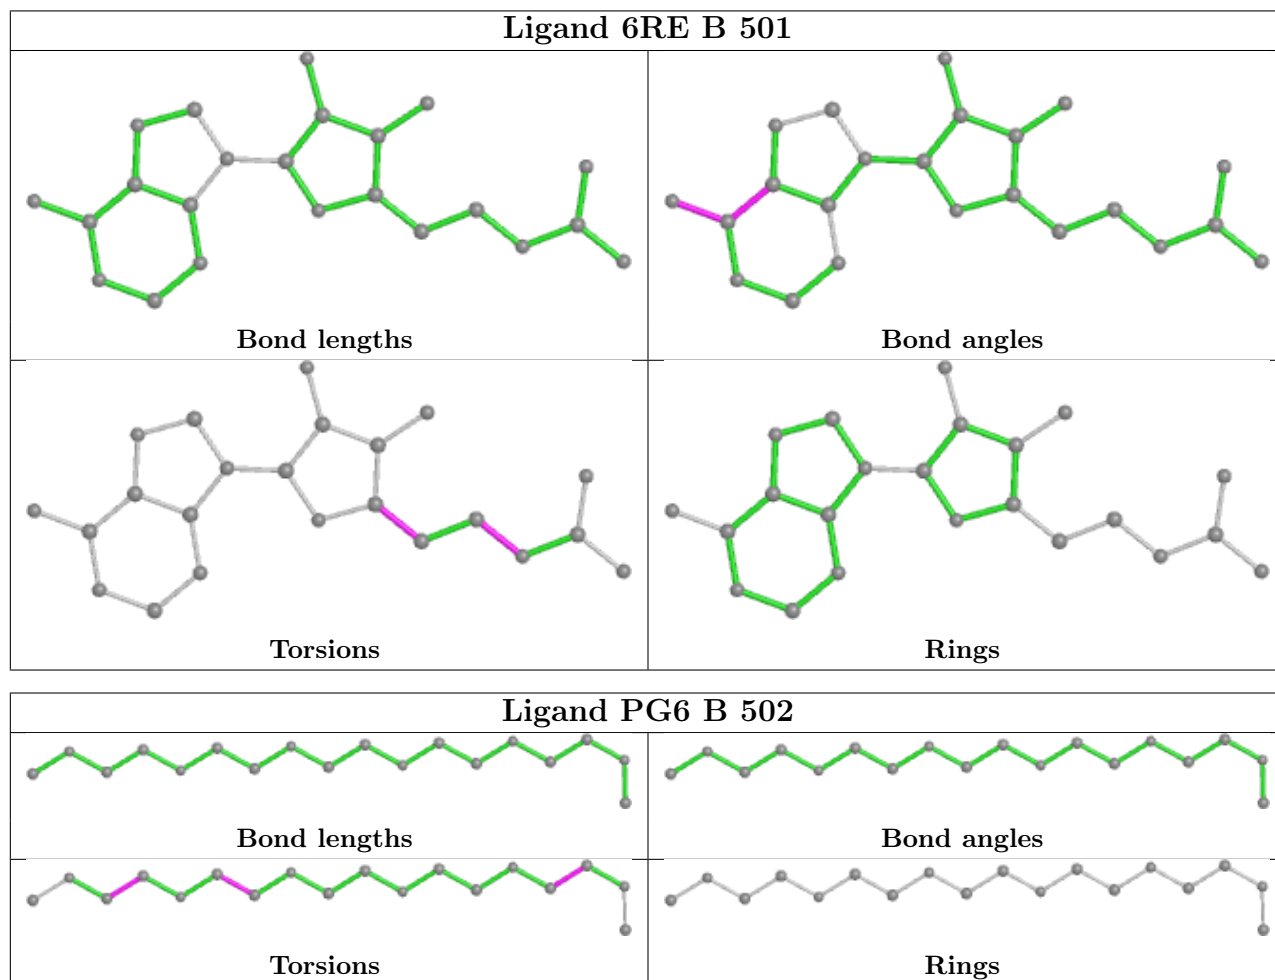 Ligand 6RE B 501
Bond lengths
Bond angles
Torsions
Rings
Ligand PG6 B 502
Bond lengths
Bond angles
Torsions
Rings